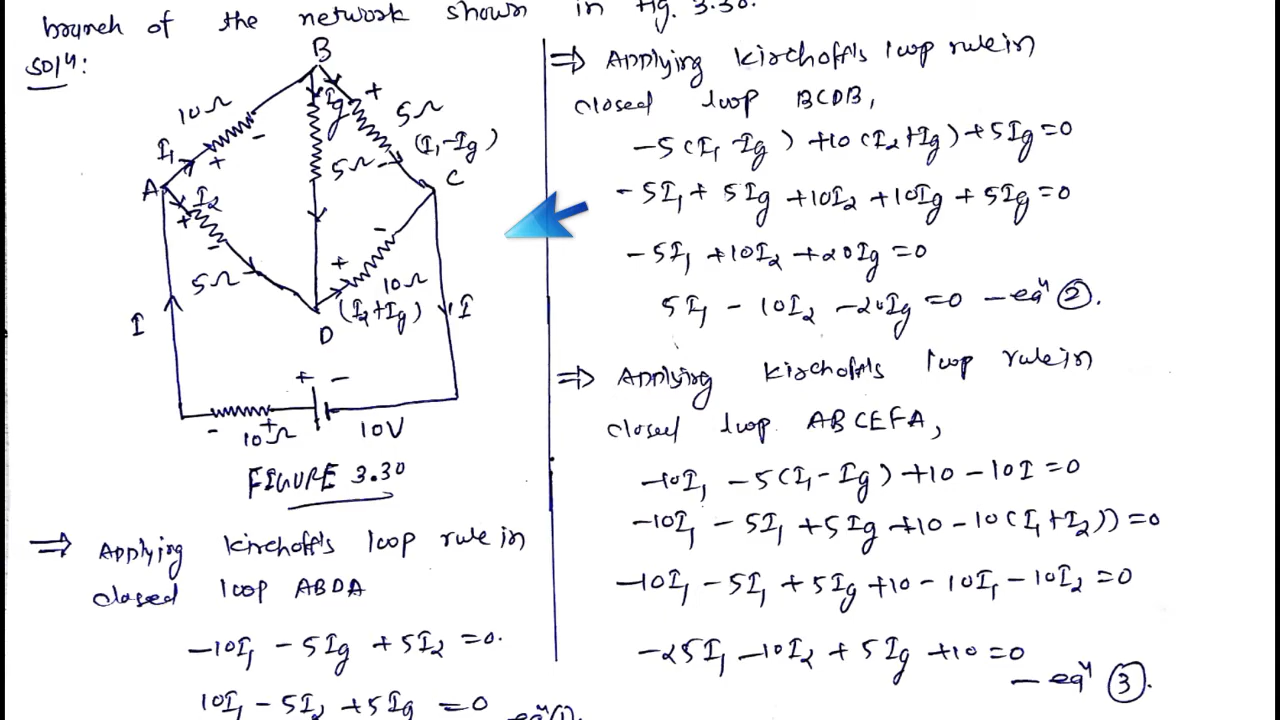 branch of the network shown in Fig. 3.30.
Soln:
B
10Ω
+
-
I₁
A
I₂
+
-
5Ω
Ig
5Ω
+
5Ω
-
(I₁-Ig)
C
+
-
10Ω
(I₂+Ig)
D
I
I
+ -
- +
10Ω
10V
FIGURE 3.30
⇒ Applying kirchoff's loop rule in
closed loop ABDA
-10I₁ - 5Ig + 5I₂ =0.
10I₁ - 5I₂ + 5Ig =0
eqⁿ(1).
⇒ Applying kirchoff's loop rule in
closed loop BCDB,
-5(I₁-Ig) +10(I₂+Ig) +5Ig=0
-5I₁+ 5Ig +10I₂ +10Ig + 5Ig=0
-5I₁ +10I₂ +20Ig =0
5I₁ - 10I₂ -20Ig =0 -eqⁿ ②.
⇒ Applying kirchoff's loop rule in
closed loop ABCEFA,
-10I₁ -5(I₁-Ig) +10 -10I =0
-10I₁ - 5I₁ +5Ig +10 -10(I₁+I₂)) =0
-10I₁ -5I₁ + 5Ig +10 -10I₁ -10I₂ =0
-25I₁ -10I₂ + 5Ig +10 =0
- eqⁿ ③.